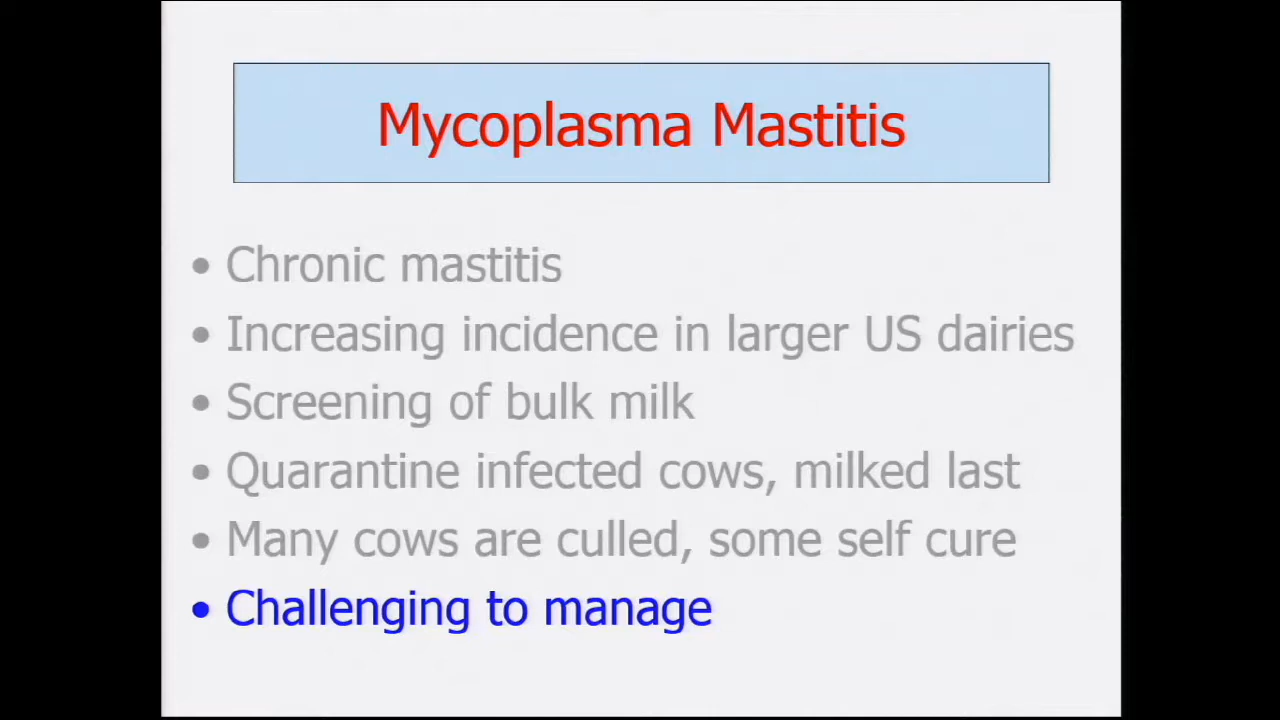 Mycoplasma Mastitis
• Chronic mastitis
• Increasing incidence in larger US dairies
• Screening of bulk milk
• Quarantine infected cows, milked last
• Many cows are culled, some self cure
• Challenging to manage